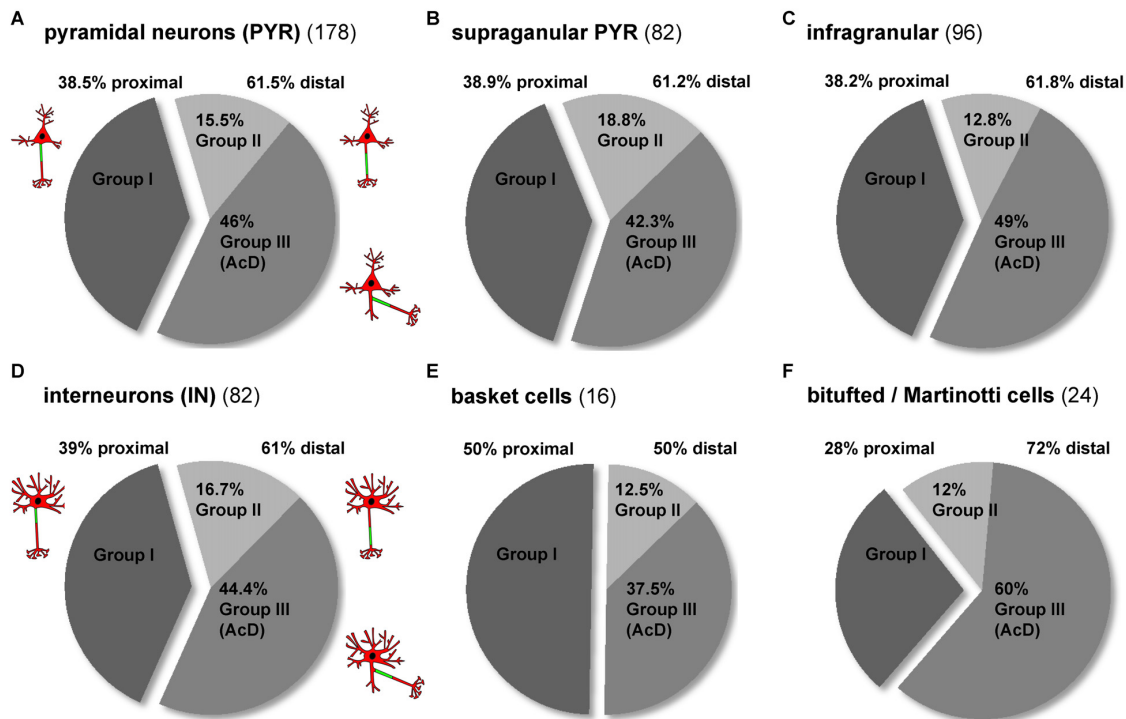 A pyramidal neurons (PYR) (178)
38.5% proximal
61.5% distal
15.5%
Group II
Group I
46%
Group III
(AcD)
B supraganular PYR (82)
38.9% proximal
61.2% distal
18.8%
Group II
Group I
42.3%
Group III
(AcD)
C infragranular (96)
38.2% proximal
61.8% distal
12.8%
Group II
Group I
49%
Group III
(AcD)
D interneurons (IN) (82)
39% proximal
61% distal
16.7%
Group II
Group I
44.4%
Group III
(AcD)
E basket cells (16)
50% proximal
50% distal
12.5%
Group II
Group I
37.5%
Group III
(AcD)
F bitufted / Martinotti cells (24)
28% proximal
72% distal
12%
Group II
Group I
60%
Group III
(AcD)